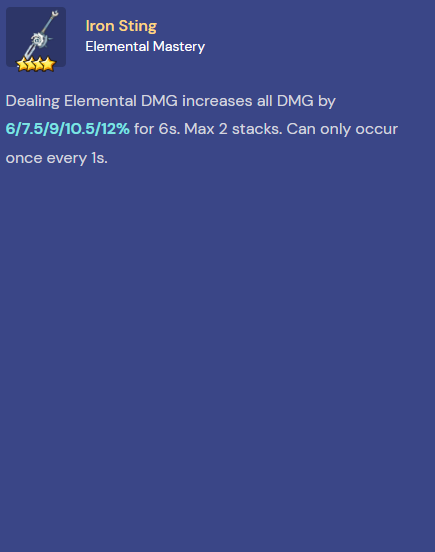 Iron Sting
Elemental Mastery
Dealing Elemental DMG increases all DMG by
6/7.5/9/10.5/12% for 6s. Max 2 stacks. Can only occur
once every 1s.